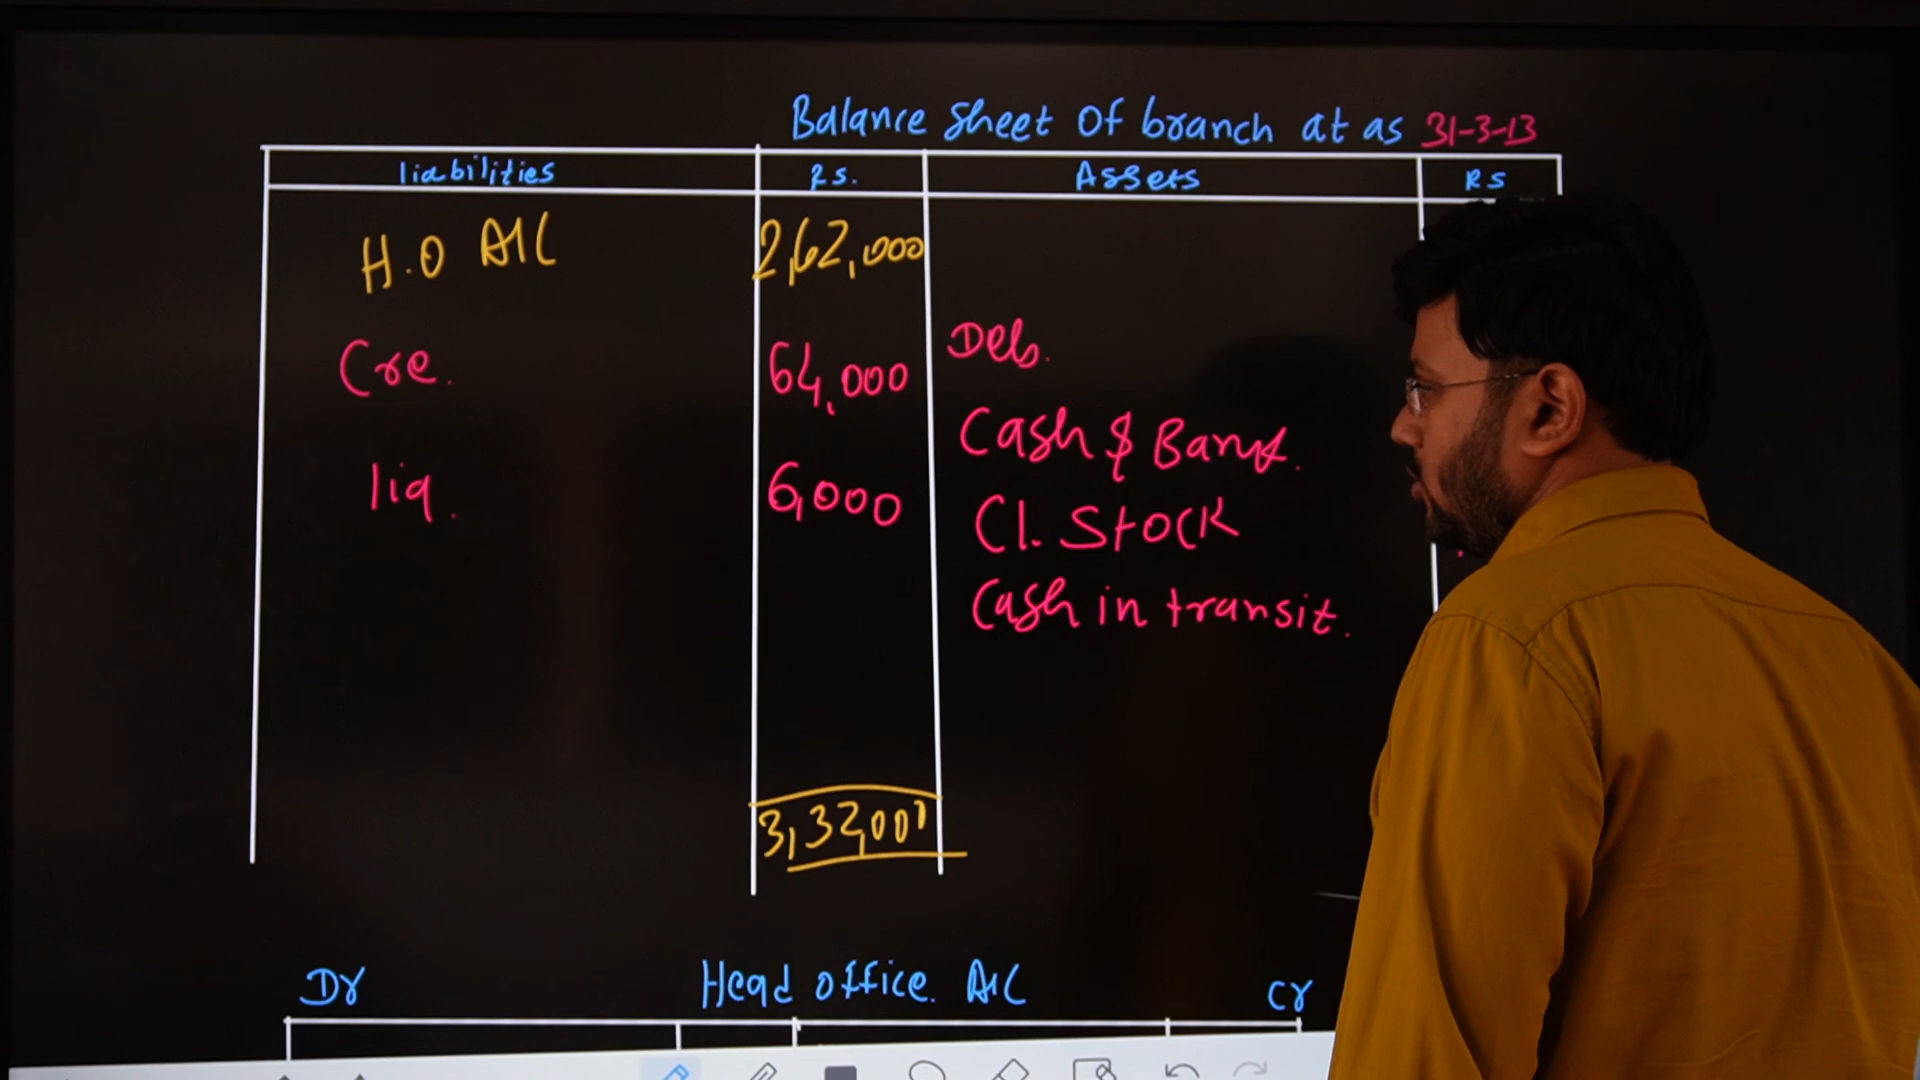 Balance Sheet Of branch at as 31-3-13
liabilities Rs. Assets RS
H.O A/C 2,62,000
Deb.
Cre. 64,000
Cash & Bank.
liq. 6,000 Cl. Stock
Cash in transit.
3,32,000
Dr Head office. A/C Cr